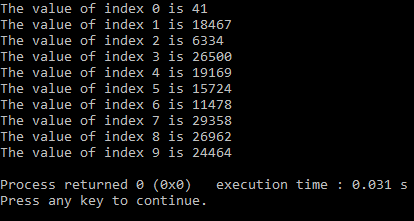 The value of index 0 is 41
The value of index 1 is 18467
The value of index 2 is 6334
The value of index 3 is 26500
The value of index 4 is 19169
The value of index 5 is 15724
The value of index 6 is 11478
The value of index 7 is 29358
The value of index 8 is 26962
The value of index 9 is 24464
Process returned 0 (0x0)   execution time : 0.031 s
Press any key to continue.